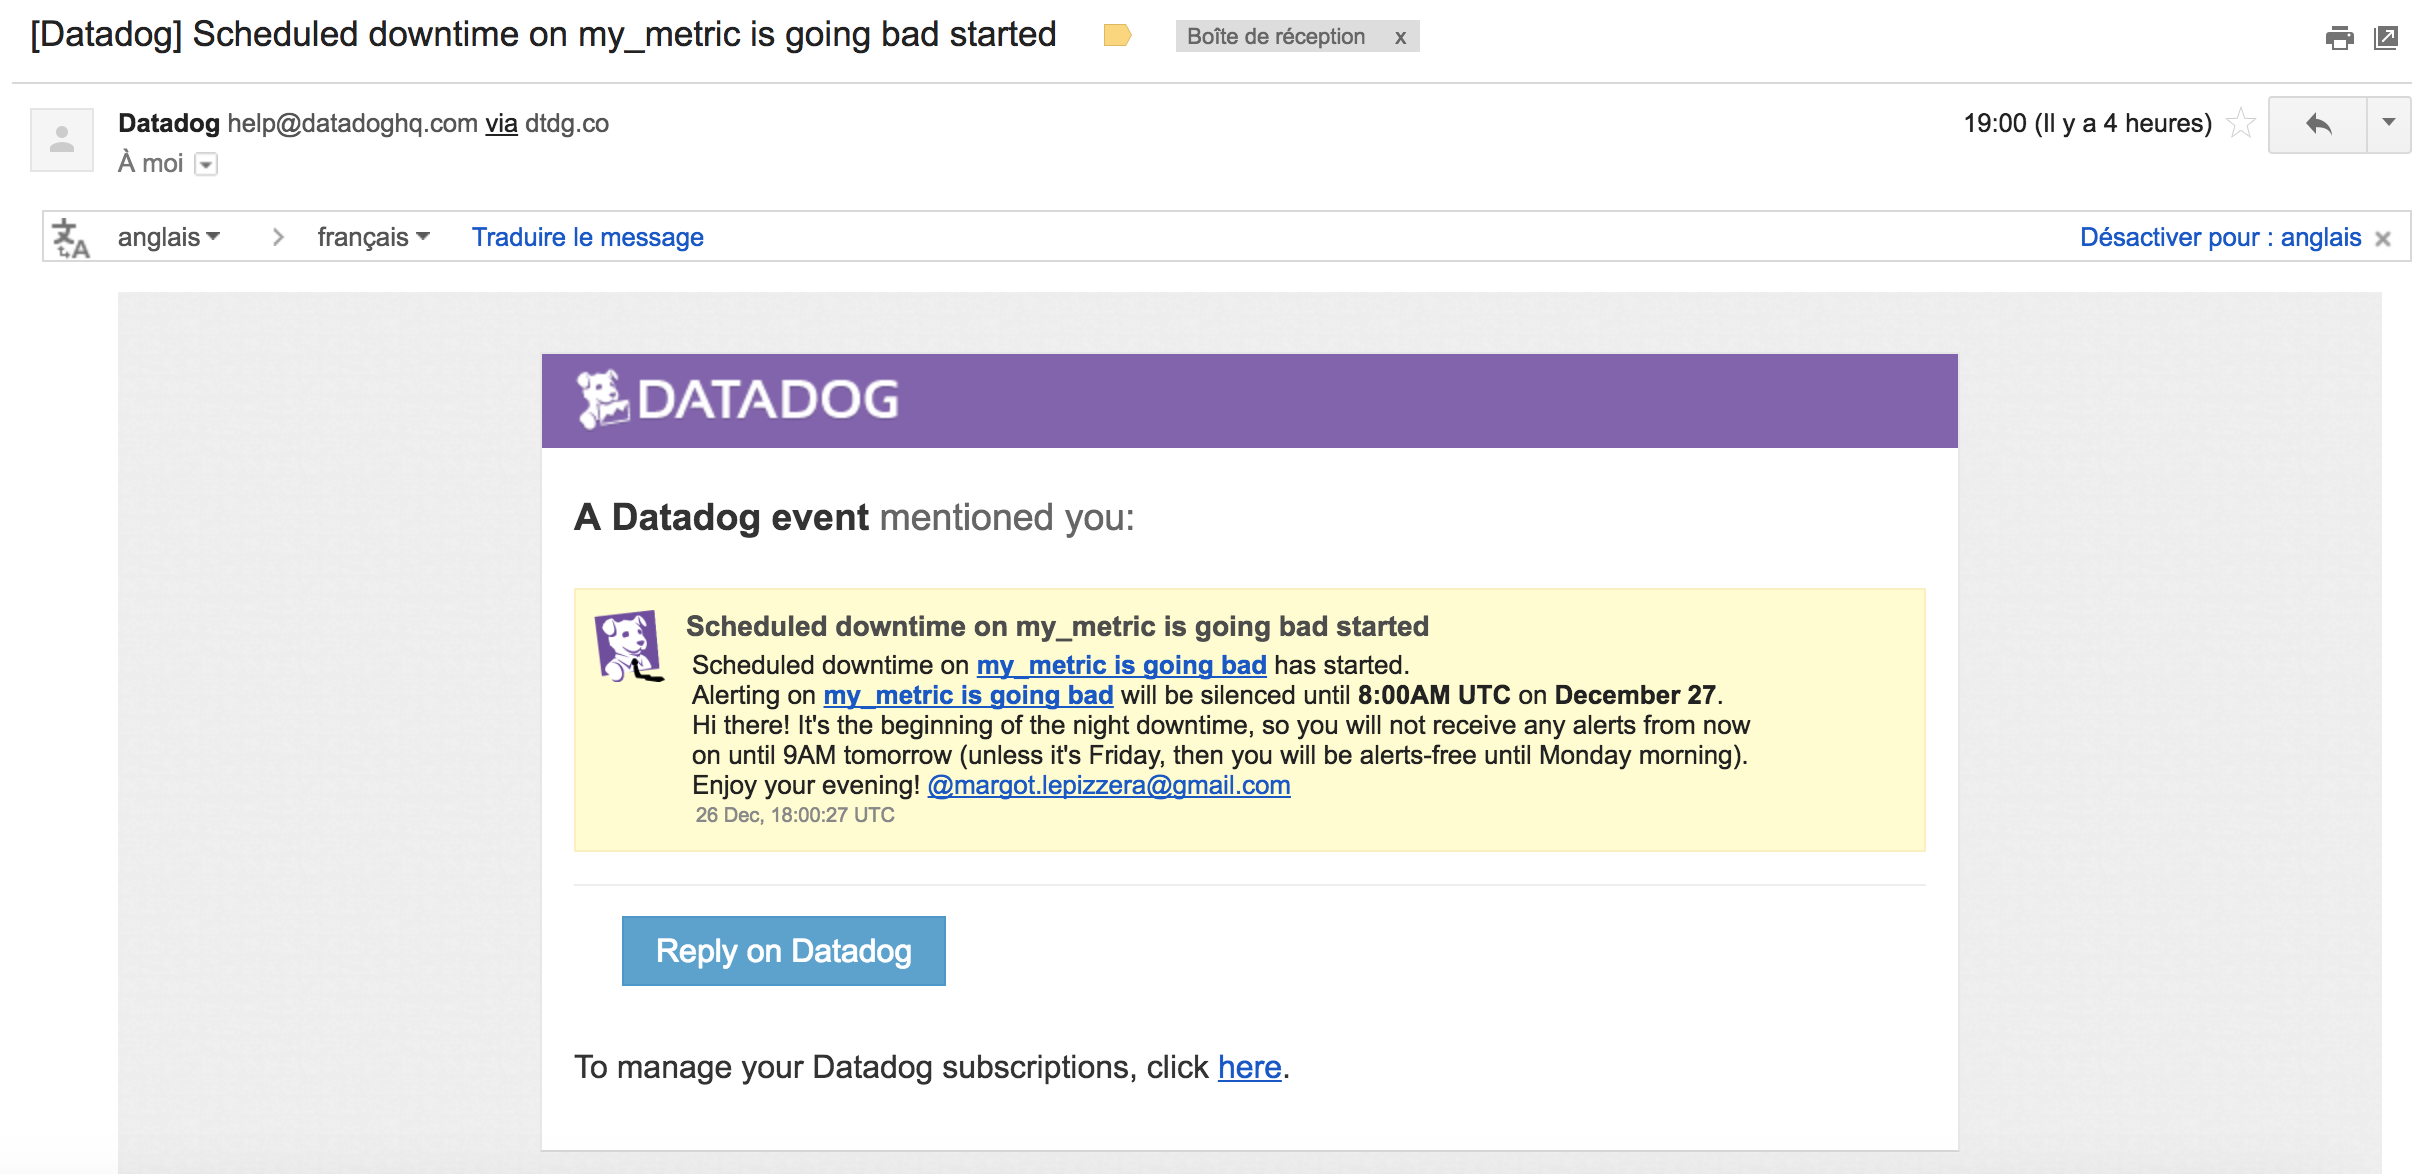 [Datadog] Scheduled downtime on my_metric is going bad started
Boîte de réception x
Datadog help@datadoghq.com via dtdg.co
19:00 (Il y a 4 heures)
À moi
anglais
français
Traduire le message
Désactiver pour : anglais
DATADOG
A Datadog event mentioned you:
Scheduled downtime on my_metric is going bad started
Scheduled downtime on my_metric is going bad has started.
Alerting on my_metric is going bad will be silenced until 8:00AM UTC on December 27.
Hi there! It's the beginning of the night downtime, so you will not receive any alerts from now
on until 9AM tomorrow (unless it's Friday, then you will be alerts-free until Monday morning).
Enjoy your evening! @margot.lepizzera@gmail.com
26 Dec, 18:00:27 UTC
Reply on Datadog
To manage your Datadog subscriptions, click here.